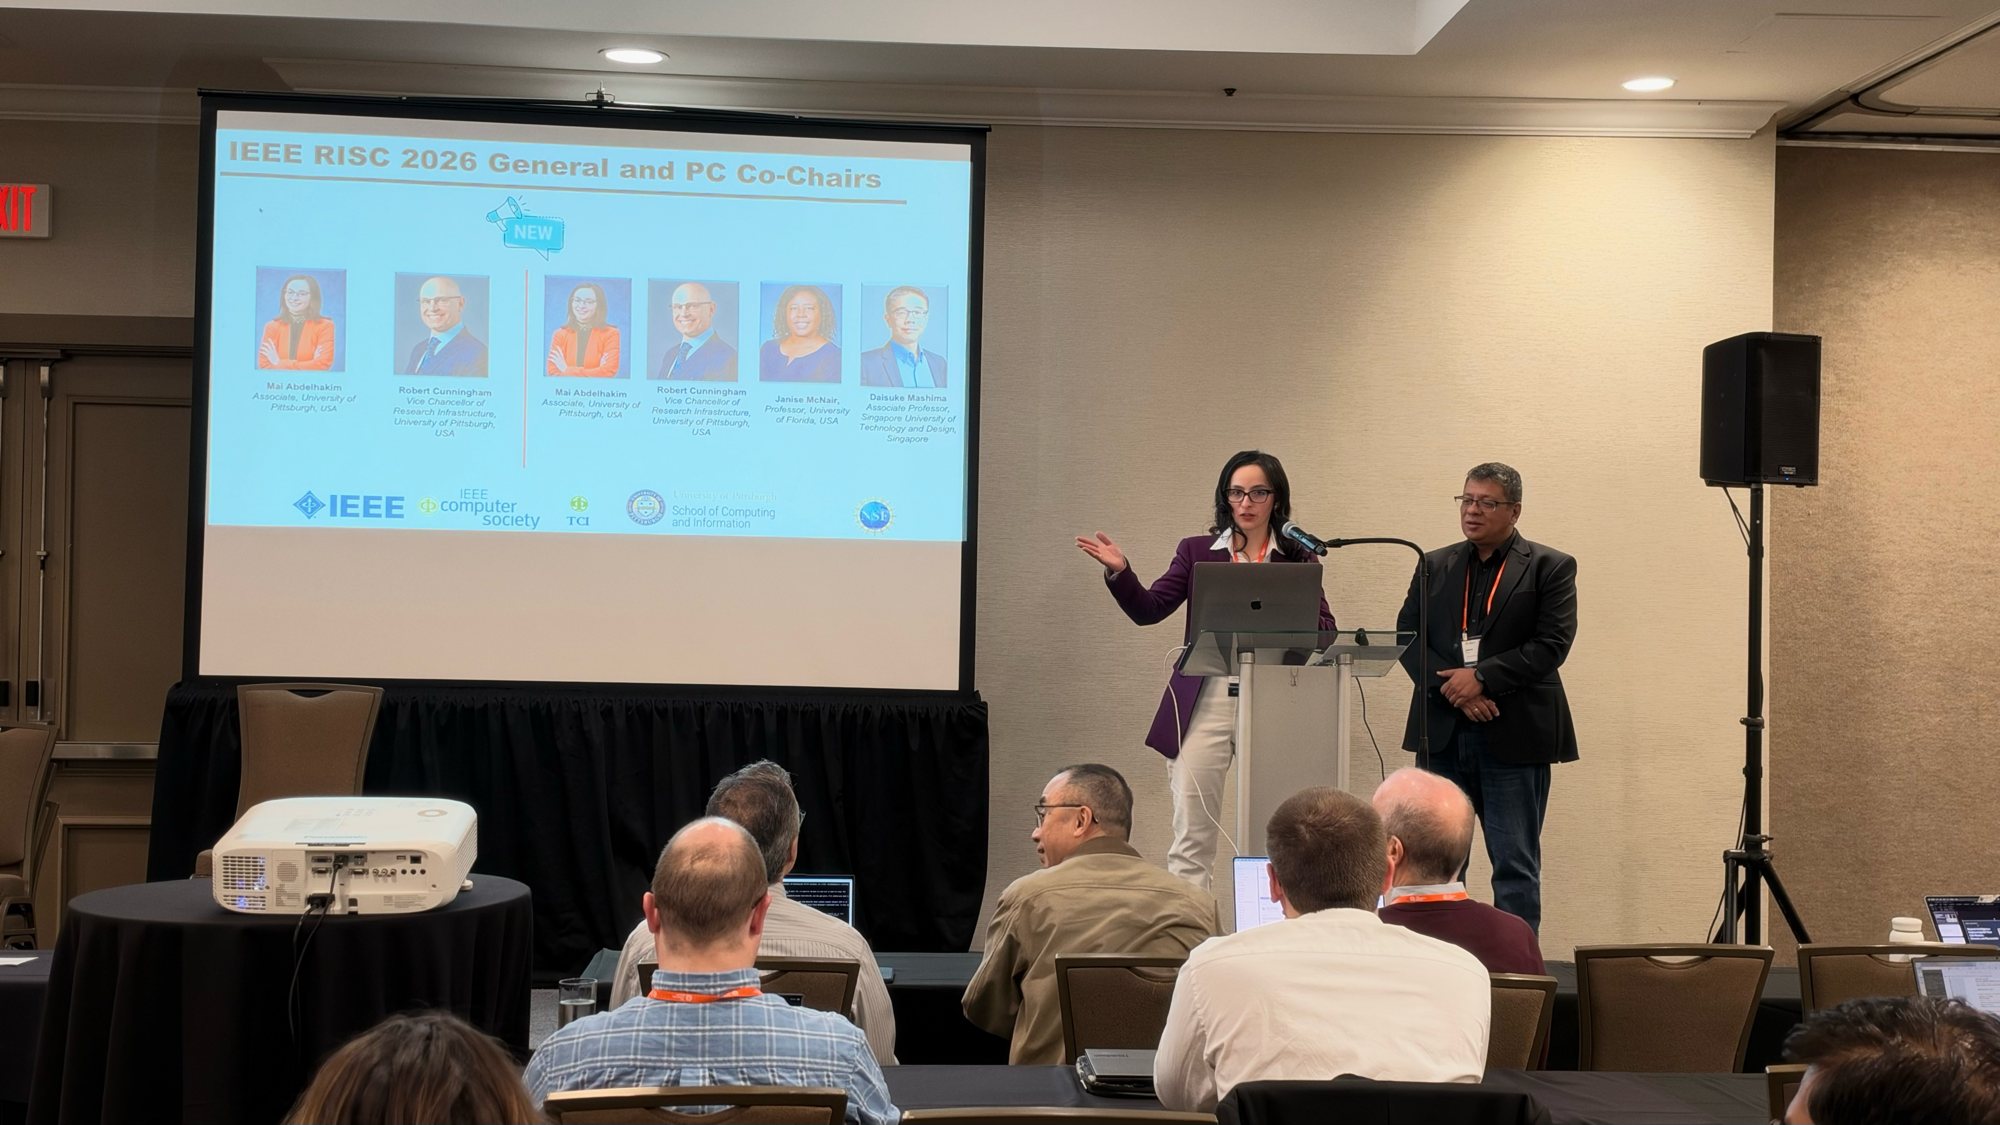 EXIT
IEEE RISC 2026 General and PC Co-Chairs
NEW
Mai Abdelhakim
Associate, University of
Pittsburgh, USA
Robert Cunningham
Vice Chancellor of
Research Infrastructure,
University of Pittsburgh,
USA
Mai Abdelhakim
Associate, University of
Pittsburgh, USA
Robert Cunningham
Vice Chancellor of
Research Infrastructure,
University of Pittsburgh,
USA
Janise McNair,
Professor, University
of Florida, USA
Daisuke Mashima
Associate Professor,
Singapore University of
Technology and Design,
Singapore
IEEE
IEEE
computer
society
TCI
University of Pittsburgh
School of Computing
and Information
NSF